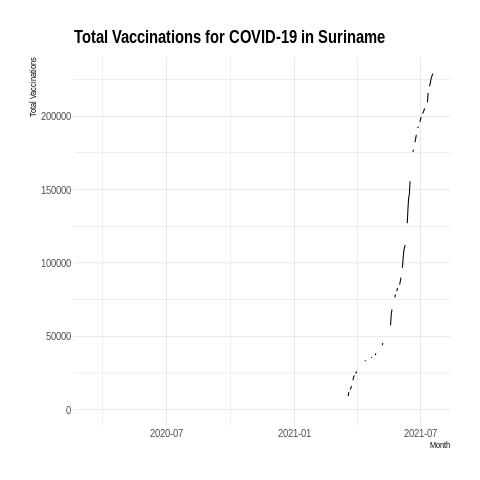 Total Vaccinations for COVID-19 in Suriname
Total Vaccinations
200000
150000
100000
50000
0
2020-07 2021-01 2021-07
Month